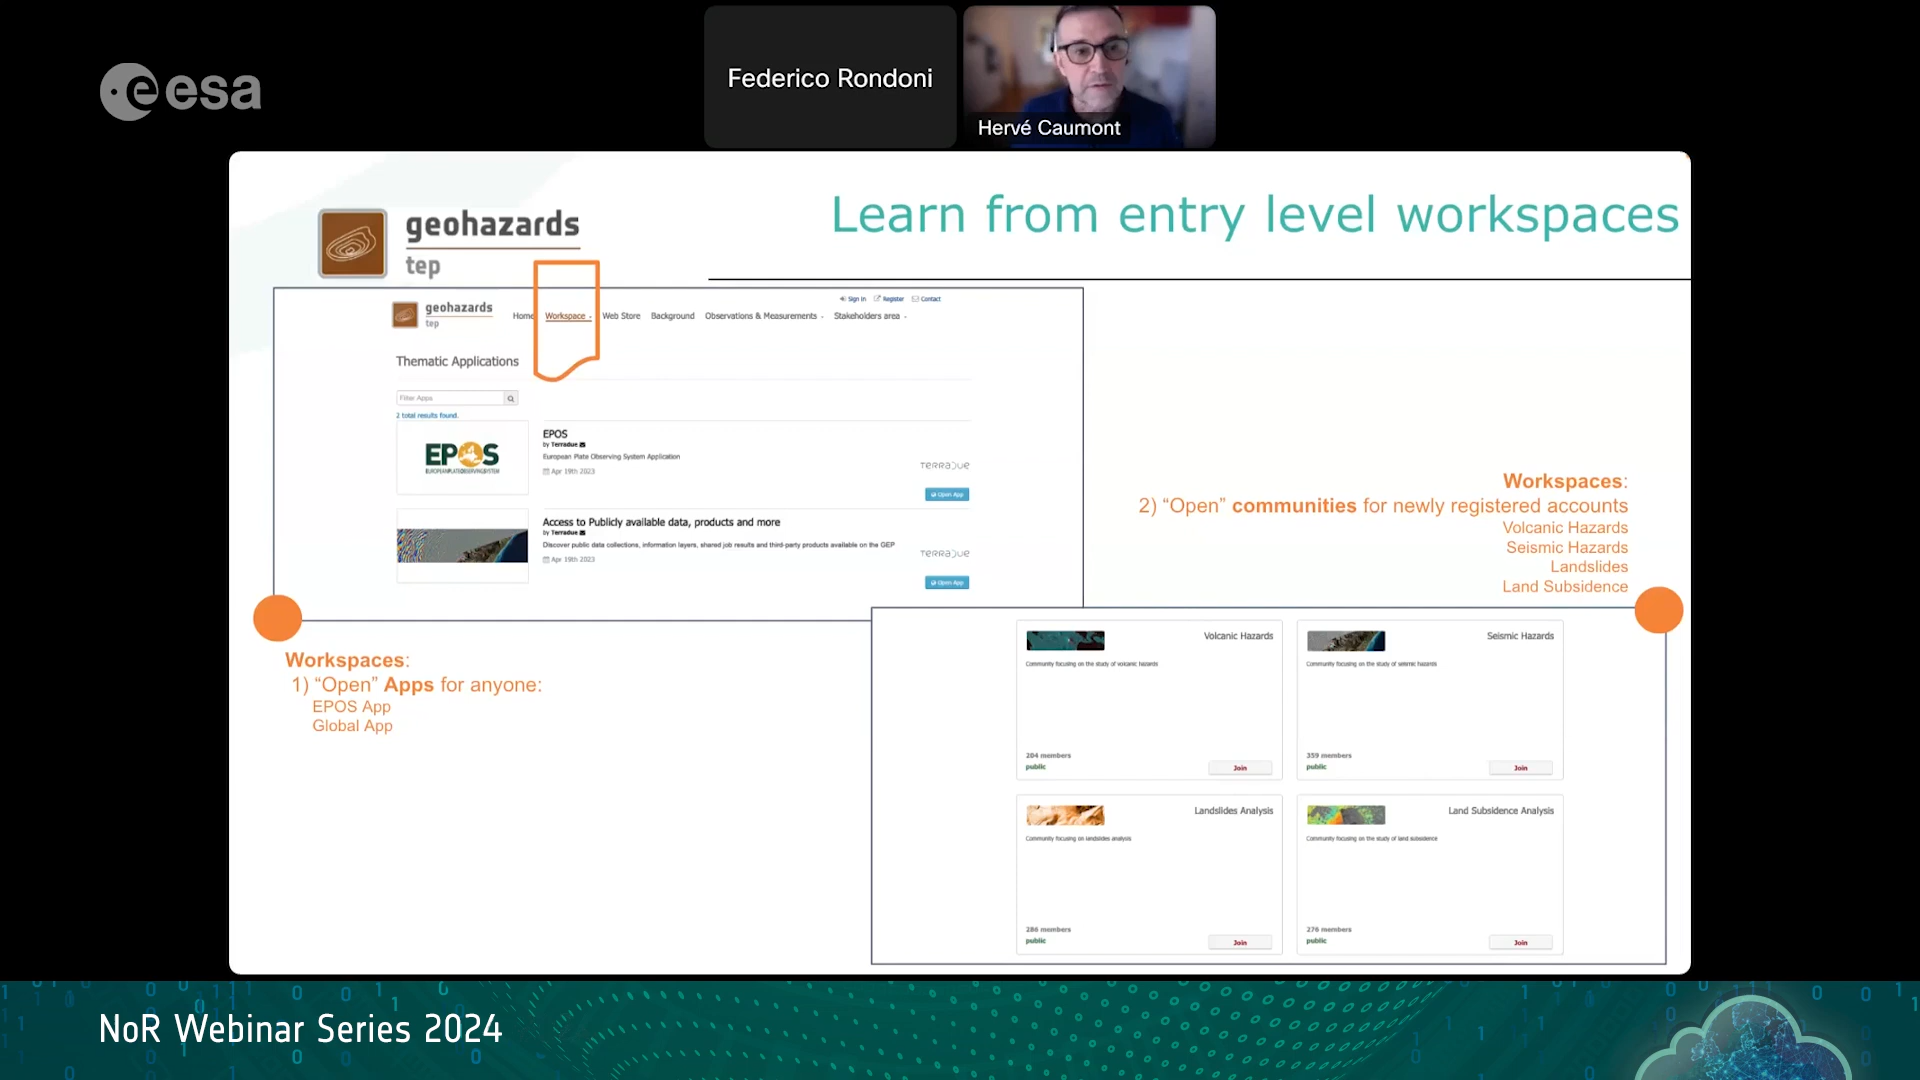 esa
Federico Rondoni
Hervé Caumont
geohazards
tep
Learn from entry level workspaces
geohazards
tep
Sign in
Register
Contact
Home
Workspace
Web Store
Background
Observations & Measurements
Stakeholders area
Thematic Applications
Filter Apps
2 total results found.
EPOS
EUROPEAN PLATE OBSERVING SYSTEM
EPOS
by Terradue
European Plate Observing System Application
Apr 19th 2023
TERRADUE
Open App
Access to Publicly available data, products and more
by Terradue
Discover public data collections, information layers, shared job results and third-party products available on the GEP
Apr 19th 2023
TERRADUE
Open App
Workspaces:
1) “Open” Apps for anyone:
EPOS App
Global App
Workspaces:
2) “Open” communities for newly registered accounts
Volcanic Hazards
Seismic Hazards
Landslides
Land Subsidence
Volcanic Hazards
Community focusing on the study of volcanic hazards
204 members
public
Join
Seismic Hazards
Community focusing on the study of seismic hazards
359 members
public
Join
Landslides Analysis
Community focusing on landslides analysis
286 members
public
Join
Land Subsidence Analysis
Community focusing on the study of land subsidence
276 members
public
Join
NoR Webinar Series 2024